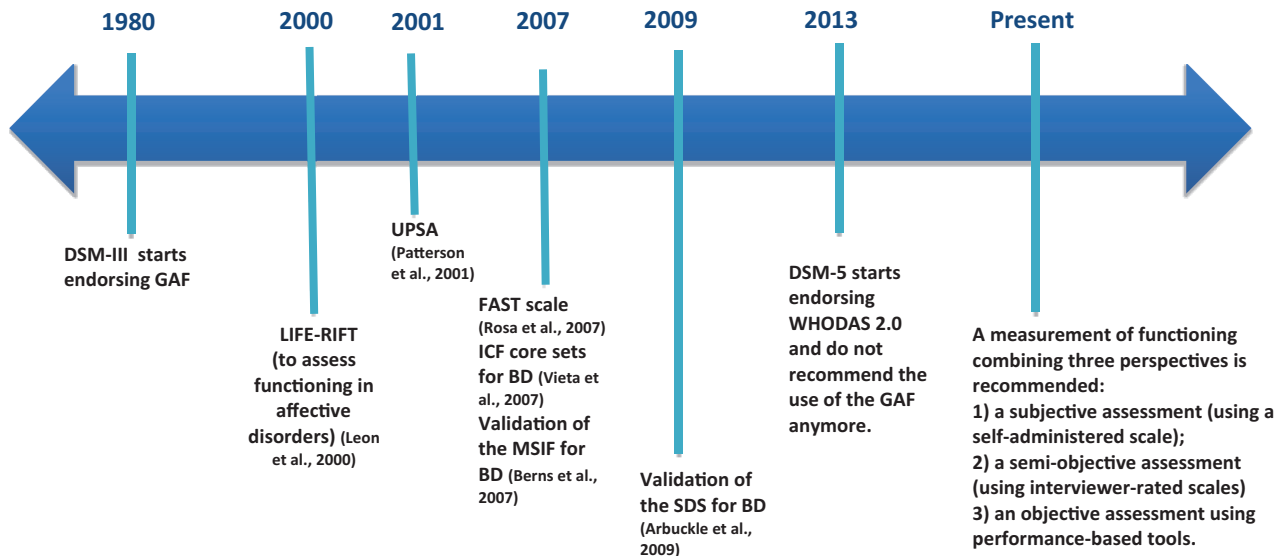 1980
2000
2001
2007
2009
2013
Present
DSM-III starts
endorsing GAF
LIFE-RIFT
(to assess
functioning in
affective
disorders) (Leon
et al., 2000)
UPSA
(Patterson
et al., 2001)
FAST scale
(Rosa et al., 2007)
ICF core sets
for BD (Vieta et
al., 2007)
Validation of
the MSIF for
BD (Berns et al.,
2007)
Validation of
the SDS for BD
(Arbuckle et al.,
2009)
DSM-5 starts
endorsing
WHODAS 2.0
and do not
recommend the
use of the GAF
anymore.
A measurement of functioning
combining three perspectives is
recommended:
1) a subjective assessment (using a
self-administered scale);
2) a semi-objective assessment
(using interviewer-rated scales)
3) an objective assessment using
performance-based tools.